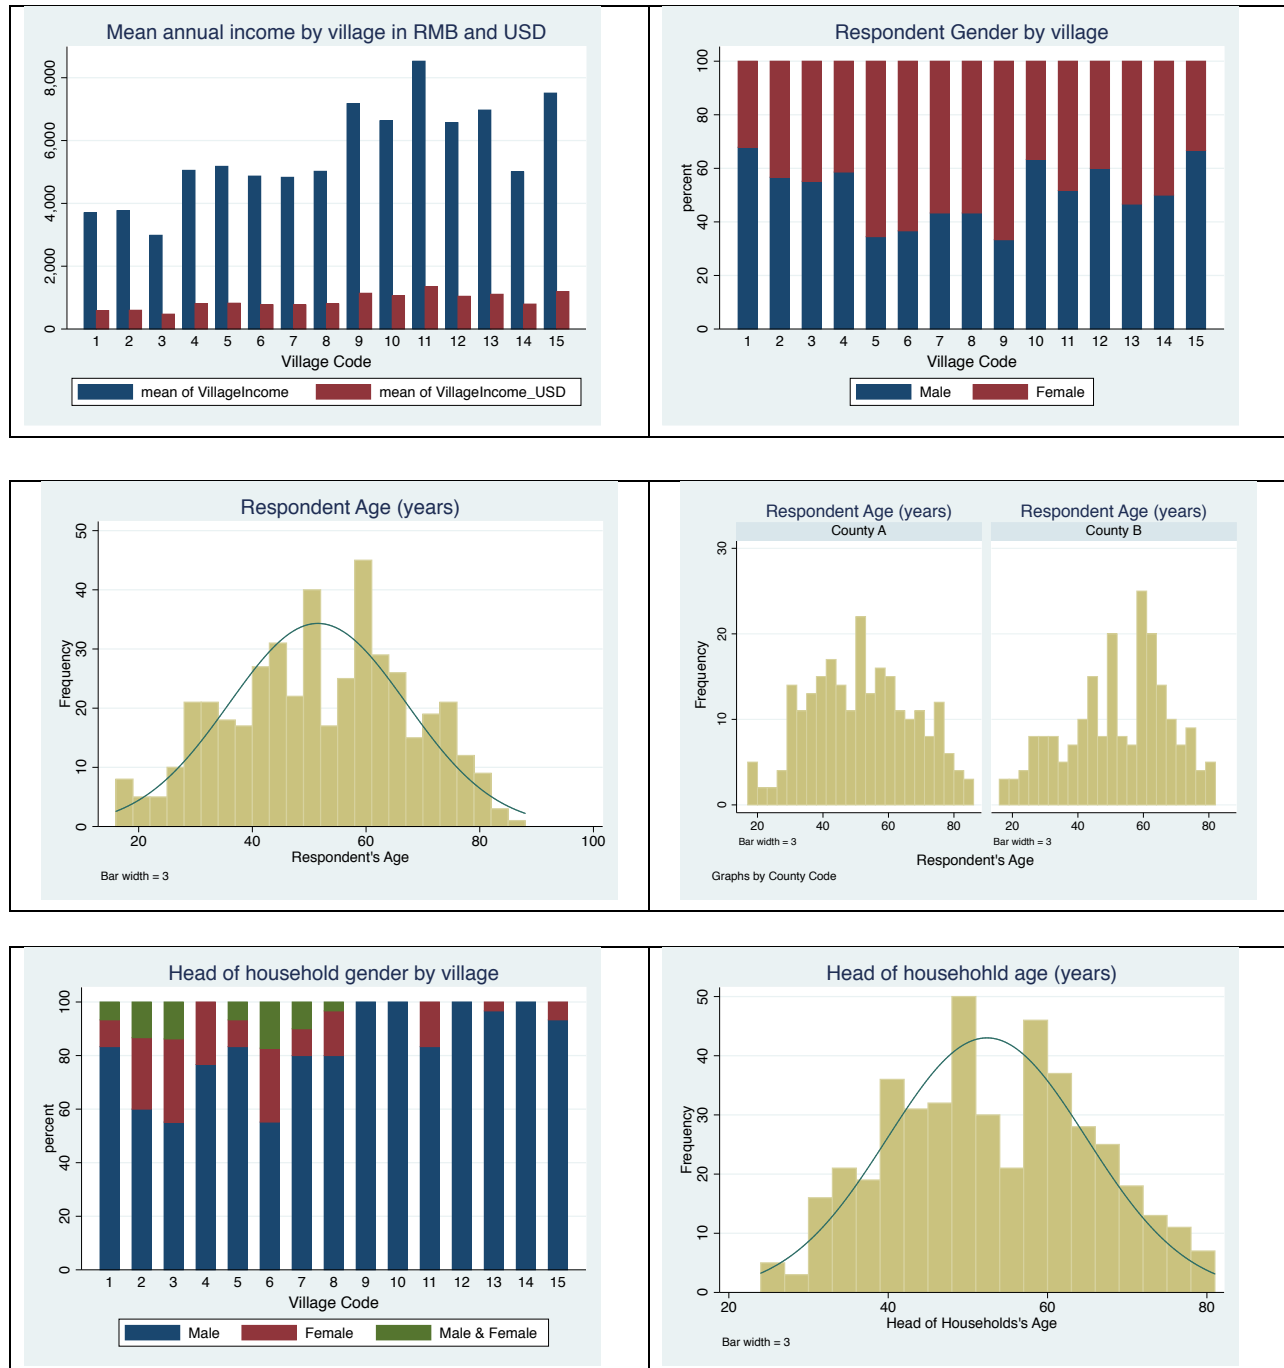 Mean annual income by village in RMB and USD
8,000
6,000
4,000
2,000
0
1 2 3 4 5 6 7 8 9 10 11 12 13 14 15
Village Code
mean of VillageIncome mean of VillageIncome_USD
Respondent Gender by village
percent
100
80
60
40
20
0
1 2 3 4 5 6 7 8 9 10 11 12 13 14 15
Village Code
Male Female
Respondent Age (years)
Frequency
50
40
30
20
10
0
20 40 60 80 100
Respondent's Age
Bar width = 3
Respondent Age (years) Respondent Age (years)
County A County B
Frequency
30
20
10
0
20 40 60 80 20 40 60 80
Bar width = 3 Bar width = 3
Respondent's Age
Graphs by County Code
Head of household gender by village
percent
100
80
60
40
20
0
1 2 3 4 5 6 7 8 9 10 11 12 13 14 15
Village Code
Male Female Male & Female
Head of househohld age (years)
Frequency
50
40
30
20
10
0
20 40 60 80
Head of Households's Age
Bar width = 3